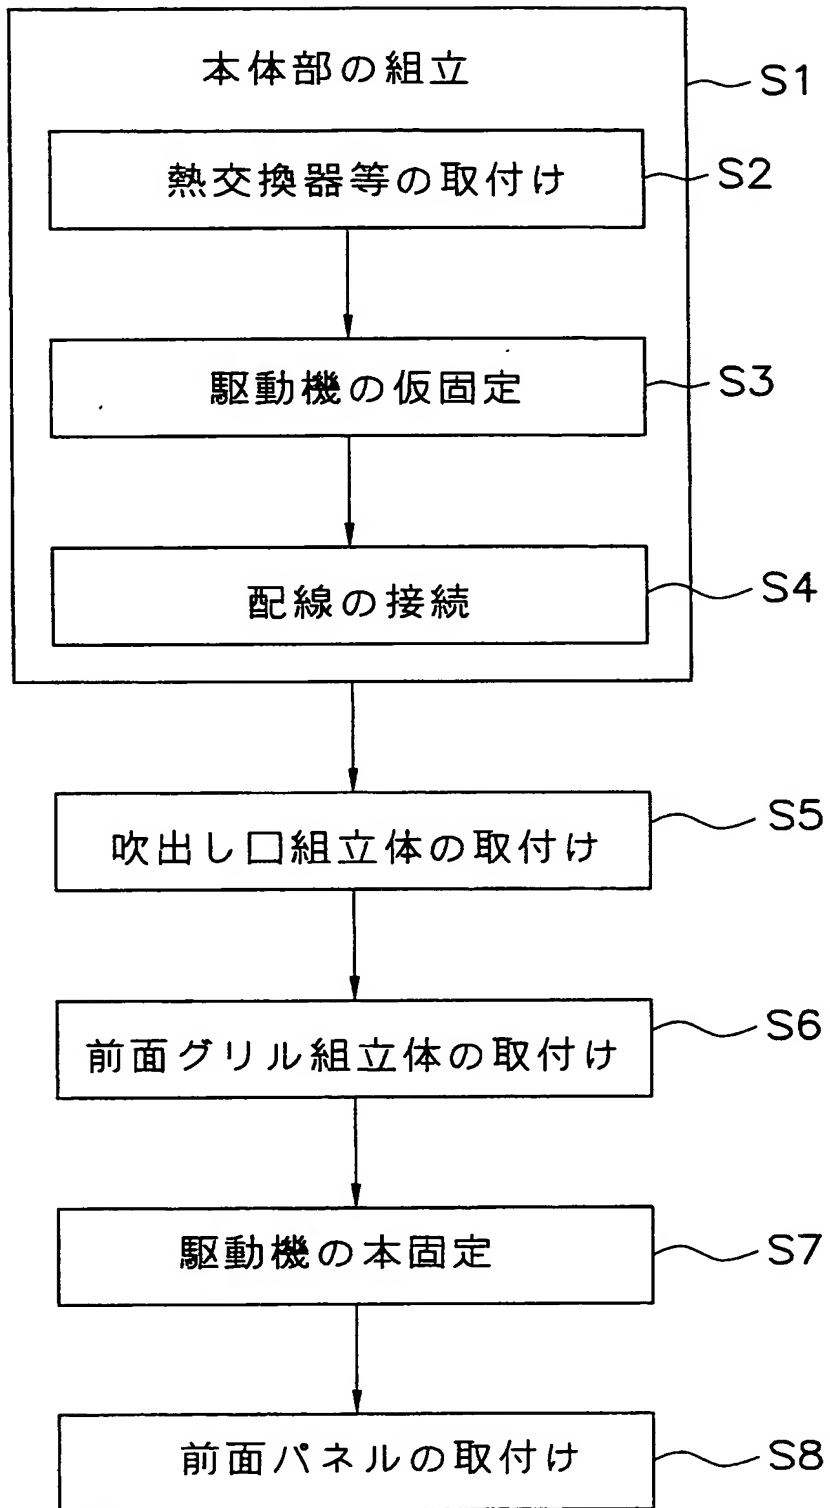 本体部の組立
S1
熱交換器等の取付け
S2
駆動機の仮固定
S3
配線の接続
S4
吹出し口組立体の取付け
S5
前面グリル組立体の取付け
S6
駆動機の本固定
S7
前面パネルの取付け
S8